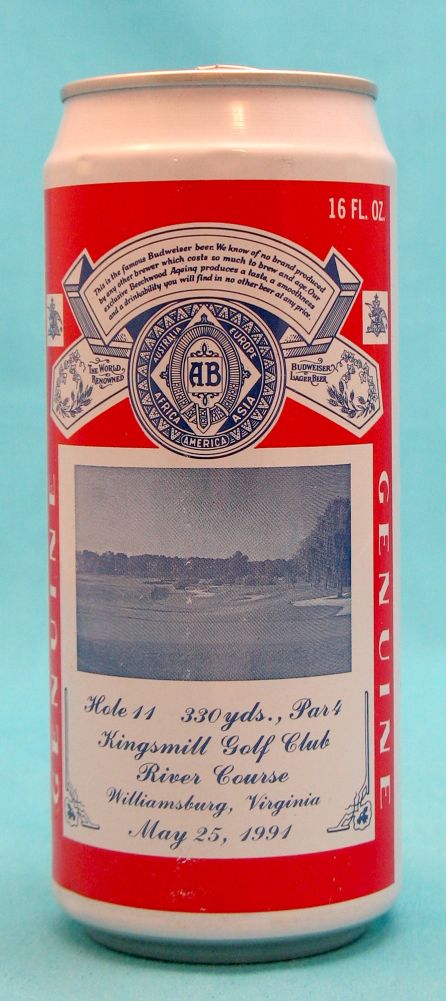 16 FL. OZ.
This is the famous Budweiser beer. We know of no brand produced
by any other brewer which costs so much to brew and age. Our
exclusive Beechwood Ageing produces a taste, a smoothness
and a drinkability you will find in no other beer at any price.
THE WORLD
RENOWNED
BUDWEISER
LAGER BEER
AUSTRALIA
EUROPE
AB
AFRICA
ASIA
AMERICA
GENUINE
GENUINE
Hole 11 330 yds., Par 4
Kingsmill Golf Club
River Course
Williamsburg, Virginia
May 25, 1991